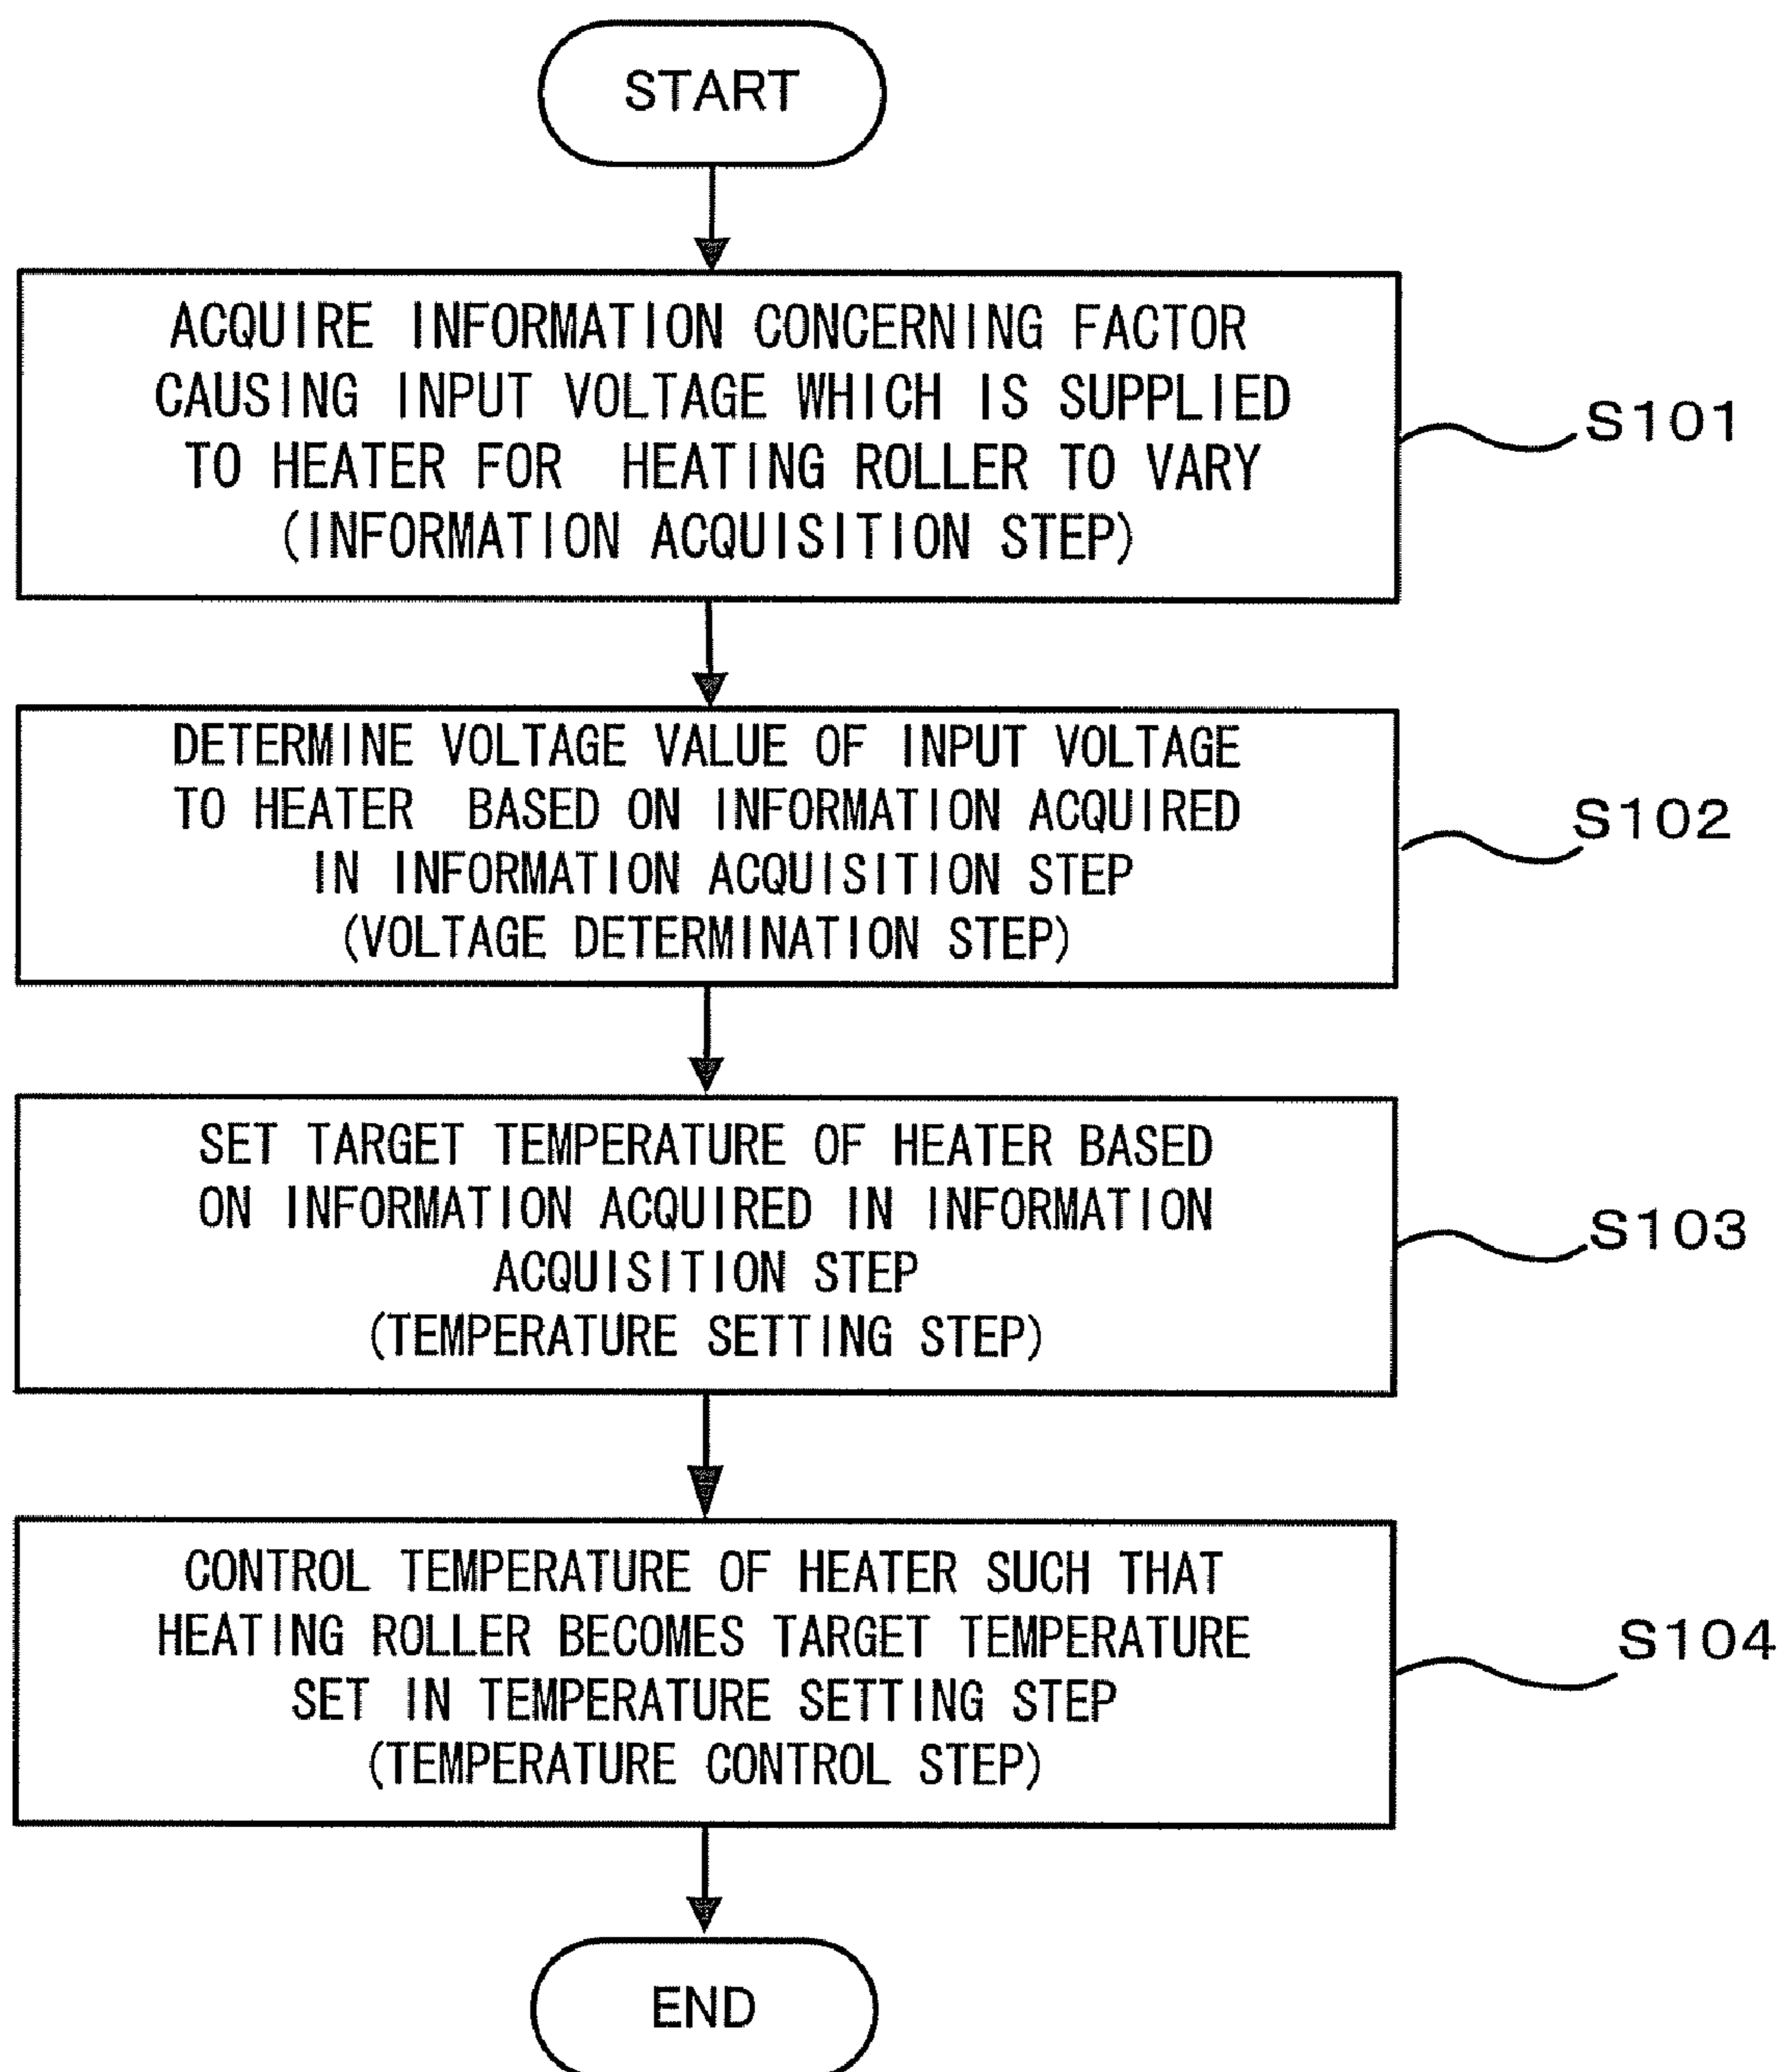 START
ACQUIRE INFORMATION CONCERNING FACTOR
CAUSING INPUT VOLTAGE WHICH IS SUPPLIED
TO HEATER FOR HEATING ROLLER TO VARY
(INFORMATION ACQUISITION STEP)
S101
DETERMINE VOLTAGE VALUE OF INPUT VOLTAGE
TO HEATER BASED ON INFORMATION ACQUIRED
IN INFORMATION ACQUISITION STEP
(VOLTAGE DETERMINATION STEP)
S102
SET TARGET TEMPERATURE OF HEATER BASED
ON INFORMATION ACQUIRED IN INFORMATION
ACQUISITION STEP
(TEMPERATURE SETTING STEP)
S103
CONTROL TEMPERATURE OF HEATER SUCH THAT
HEATING ROLLER BECOMES TARGET TEMPERATURE
SET IN TEMPERATURE SETTING STEP
(TEMPERATURE CONTROL STEP)
S104
END